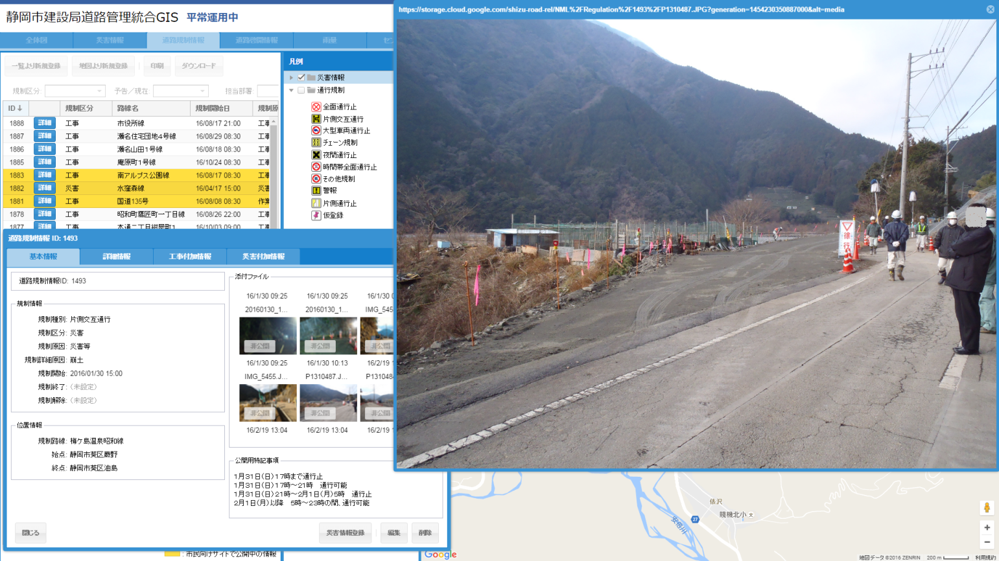 静岡市建設局道路管理統合GIS 平常運用中
全体図 災害情報 道路規制情報 道路啓開情報 雨量 セン
一覧より新規登録 地図より新規登録 印刷 ダウンロード
規制区分: 予告／現在: 担当部署
ID↓ 規制区分 路線名 規制開始日 規制原
1888 詳細 工事 市役所線 16/08/17 21:00 工事
1887 詳細 工事 瀬名住宅団地4号線 16/08/29 08:30 工事
1886 詳細 工事 瀬名山田1号線 16/08/18 08:30 工事
1885 詳細 工事 庵原町1号線 16/10/24 08:30 工事
1883 詳細 工事 南アルプス公園線 16/08/17 08:30 工事
1882 詳細 災害 水窪森線 16/04/17 15:00 災害
1881 詳細 工事 国道135号 16/08/08 08:30 作業
1878 詳細 工事 昭和町鷹匠町一丁目線 16/08/26 22:00 工事
1877 詳細 工事 本通二丁目紺屋町1 16/10/03 09:00 工事
凡例
災害情報
通行規制
全面通行止
片側交互通行
大型車両通行止
チェーン規制
夜間通行止
時間帯全面通行止
その他規制
警報
片側通行止
仮登録
道路規制情報 ID: 1493
基本情報 詳細情報 工事付加情報 災害付加情報
道路規制情報ID: 1493
規制情報
規制種別: 片側交互通行
規制区分: 災害
規制原因: 災害等
規制詳細原因: 崩土
規制開始: 2016/01/30 15:00
規制終了: (未設定)
規制解除: (未設定)
位置情報
規制路線: 梅ケ島温泉昭和線
始点: 静岡市葵区蕨野
終点: 静岡市葵区油島
添付ファイル
16/1/30 09:25 16/1/30 09:25 16/1/30 0
20160130_1... 20160130_1... IMG_545
非公開 非公開 非公開
16/1/30 09:25 16/1/30 10:13 16/2/19 1
IMG_5455.J... P1310487.J... P131048
非公開 非公開 非公開
16/2/19 13:04 16/2/19 13:04 16/2/19 1
公開用特記事項
1月31日(日)17時まで通行止
1月31日(日)17時～21時　通行可能
1月31日(日)21時～2月1日(月)5時　通行止
2月1日(月)以降　5時～23時の間、通行可能
閉じる 災害情報登録 編集 削除
：市民向けサイトで公開中の情報
https://storage.cloud.google.com/shizu-road-rel/NML%2FRegulation%2F1493%2FP1310487.JPG?generation=1454230350887000&alt=media
徐行
俵沢
賤機北小
27
安倍川
Google
地図データ ©2016 ZENRIN 200 m 利用規約